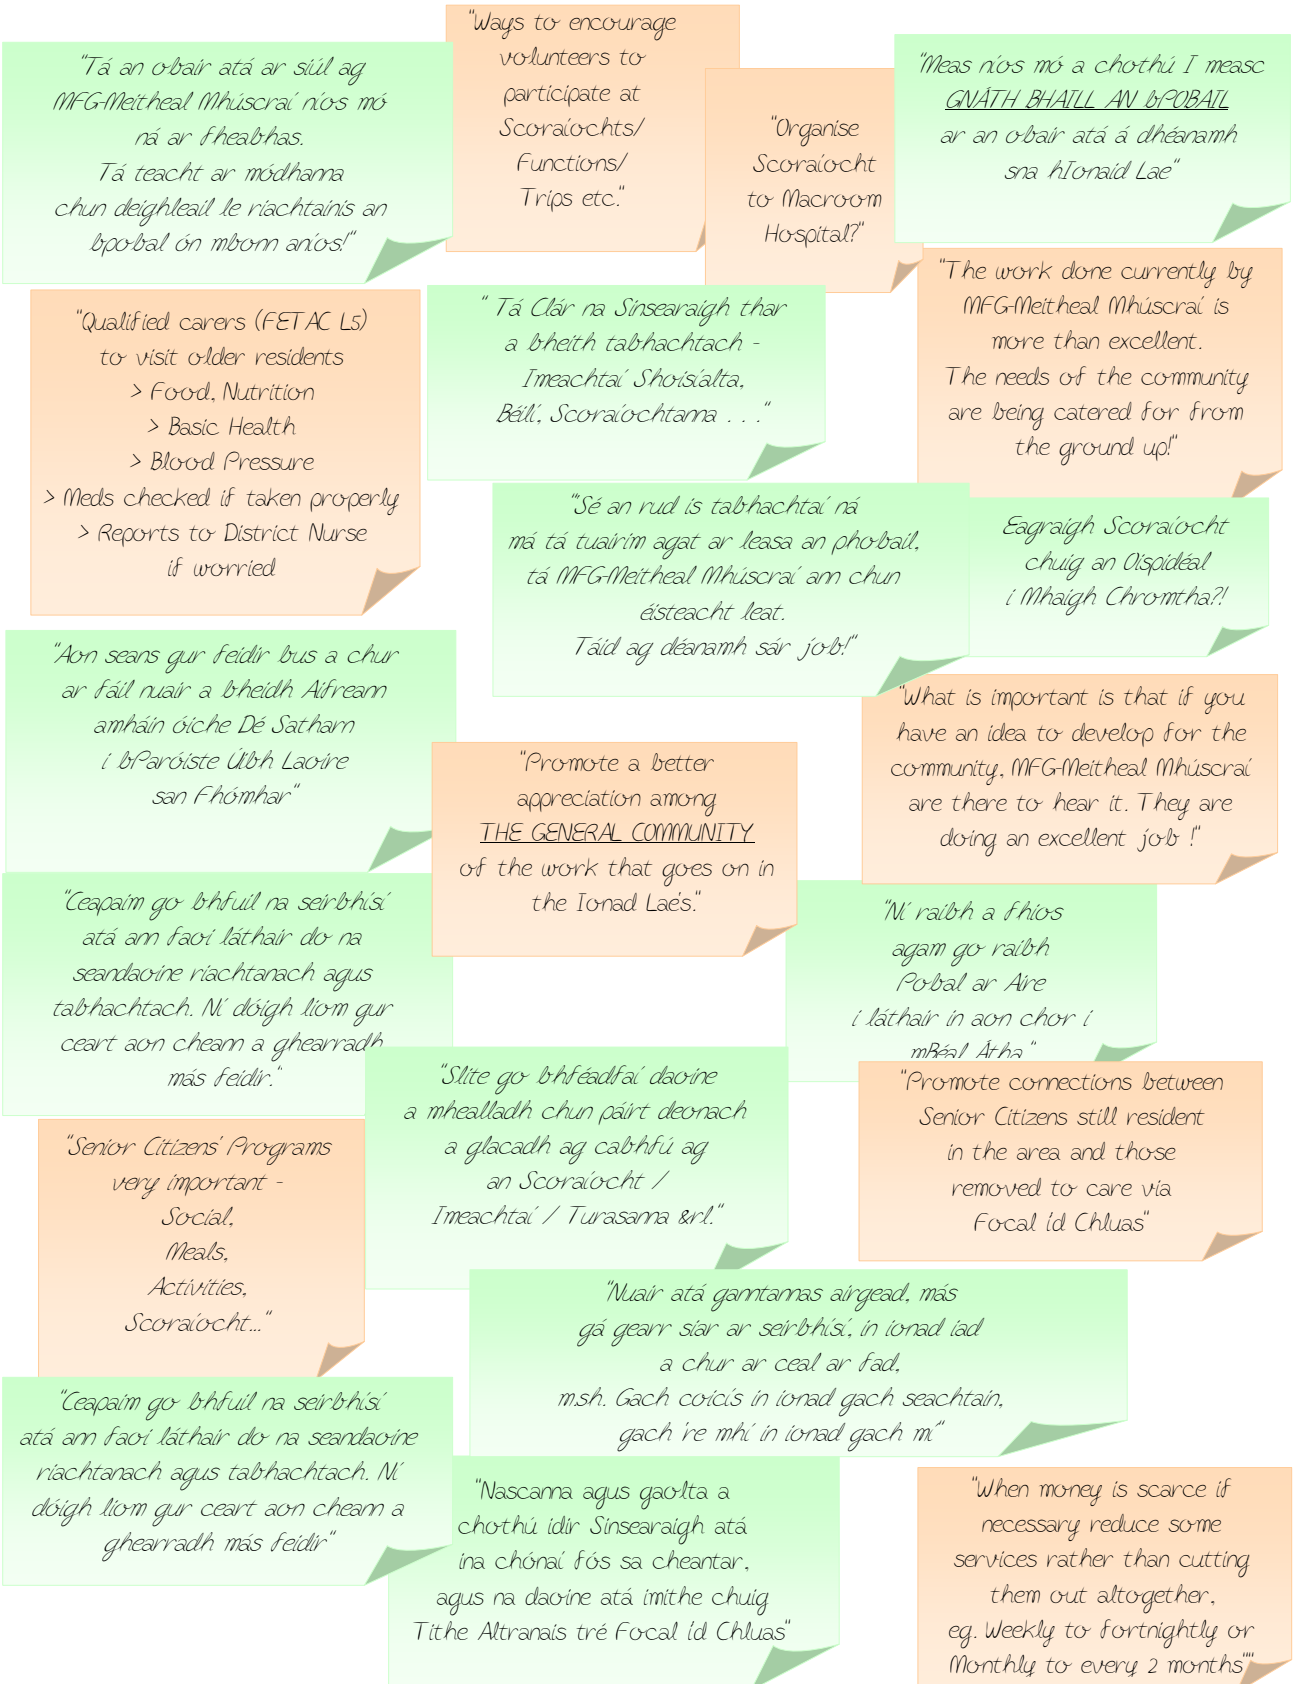 "Tá an obair atá ar siúl ag
MFG-Meitheal Mhúscraí níos mó
ná ar fheabhas.
Tá teacht ar módhanna
chun deighleail le riachtainis an
bpobal ón mbonn aníos!"
"Ways to encourage
volunteers to
participate at
Scoraíochts/
Functions/
Trips etc."
"Organise
Scoraíocht
to Macroom
Hospital?"
"Meas níos mó a chothú I measc
GNÁTH BHAILL AN bPOBAIL
ar an obair atá á dhéanamh
sna hIonaid Lae"
"Qualified carers (FETAC L5)
to visit older residents
> Food, Nutrition
> Basic Health
> Blood Pressure
> Meds checked if taken properly
> Reports to District Nurse
if worried
" Tá Clár na Sinsearaigh thar
a bheith tabhachtach -
Imeachtaí Shoisíalta,
Béilí, Scoraíochtanna . . ."
"The work done currently by
MFG-Meitheal Mhúscraí is
more than excellent.
The needs of the community
are being catered for from
the ground up!"
"'Sé an rud is tabhachtaí ná
má tá tuairim agat ar leasa an phobail,
tá MFG-Meitheal Mhúscraí ann chun
éisteacht leat.
Táid ag déanamh sár job!"
Eagraigh Scoraíocht
chuig an Oispidéal
i Mhaigh Chromtha?!
"Aon seans gur feidir bus a chur
ar fáil nuair a bheidh Aifreann
amháin óiche Dé Satharn
i bParóiste Úibh Laoire
san Fhómhar"
"What is important is that if you
have an idea to develop for the
community, MFG-Meitheal Mhúscraí
are there to hear it. They are
doing an excellent job !"
"Promote a better
appreciation among
THE GENERAL COMMUNITY
of the work that goes on in
the Ionad Lae's."
"Ceapaim go bhfuil na seirbhísí
atá ann faoi láthair do na
seandaoine riachtanach agus
tabhachtach. Ní dóigh liom gur
ceart aon cheann a ghearradh
más feidir."
"Ní raibh a fhios
agam go raibh
Pobal ar Aire
i láthair in aon chor i
mBéal Átha."
"Slite go bhféadfaí daoine
a mhealladh chun páirt deonach
a glacadh ag cabhfú ag
an Scoraíocht /
Imeachtaí / Turasanna &rl."
"Promote connections between
Senior Citizens still resident
in the area and those
removed to care via
Focal id Chluas"
"Senior Citizens' Programs
very important -
Social,
Meals,
Activities,
Scoraíocht..."
"Nuair atá ganntannas airgead, más
gá gearr siar ar seirbhísí, in ionad iad
a chur ar ceal ar fad,
m.sh. Gach coicís in ionad gach seachtain,
gach 're mhí in ionad gach mí"
"Ceapaim go bhfuil na seirbhísí
atá ann faoi láthair do na seandaoine
riachtanach agus tabhachtach. Ní
dóigh liom gur ceart aon cheann a
ghearradh más feidir"
"Nascanna agus gaolta a
chothú idir Sinsearaigh atá
ina chónaí fós sa cheantar,
agus na daoine atá imithe chuig
Tithe Altranais tré Focal id Chluas"
"When money is scarce if
necessary reduce some
services rather than cutting
them out altogether,
eg. Weekly to fortnightly or
Monthly to every 2 months""